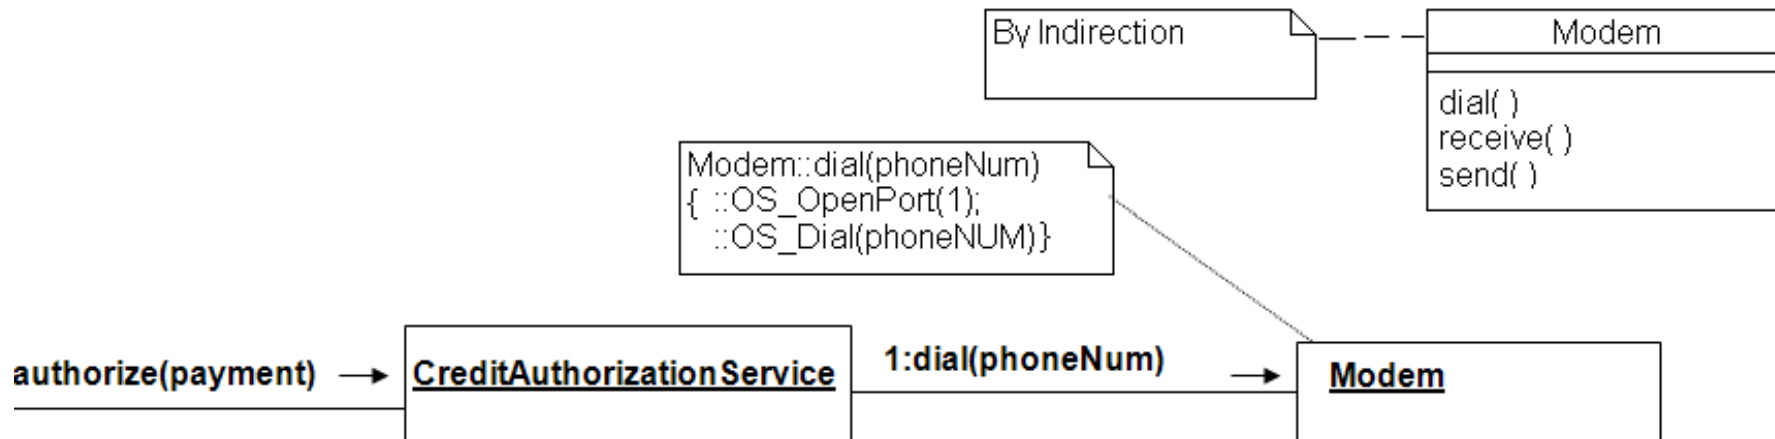 By Indirection
Modem
dial( )
receive( )
send( )
Modem::dial(phoneNum)
{ ::OS_OpenPort(1);
::OS_Dial(phoneNUM)}
authorize(payment)
CreditAuthorizationService
1:dial(phoneNum)
Modem